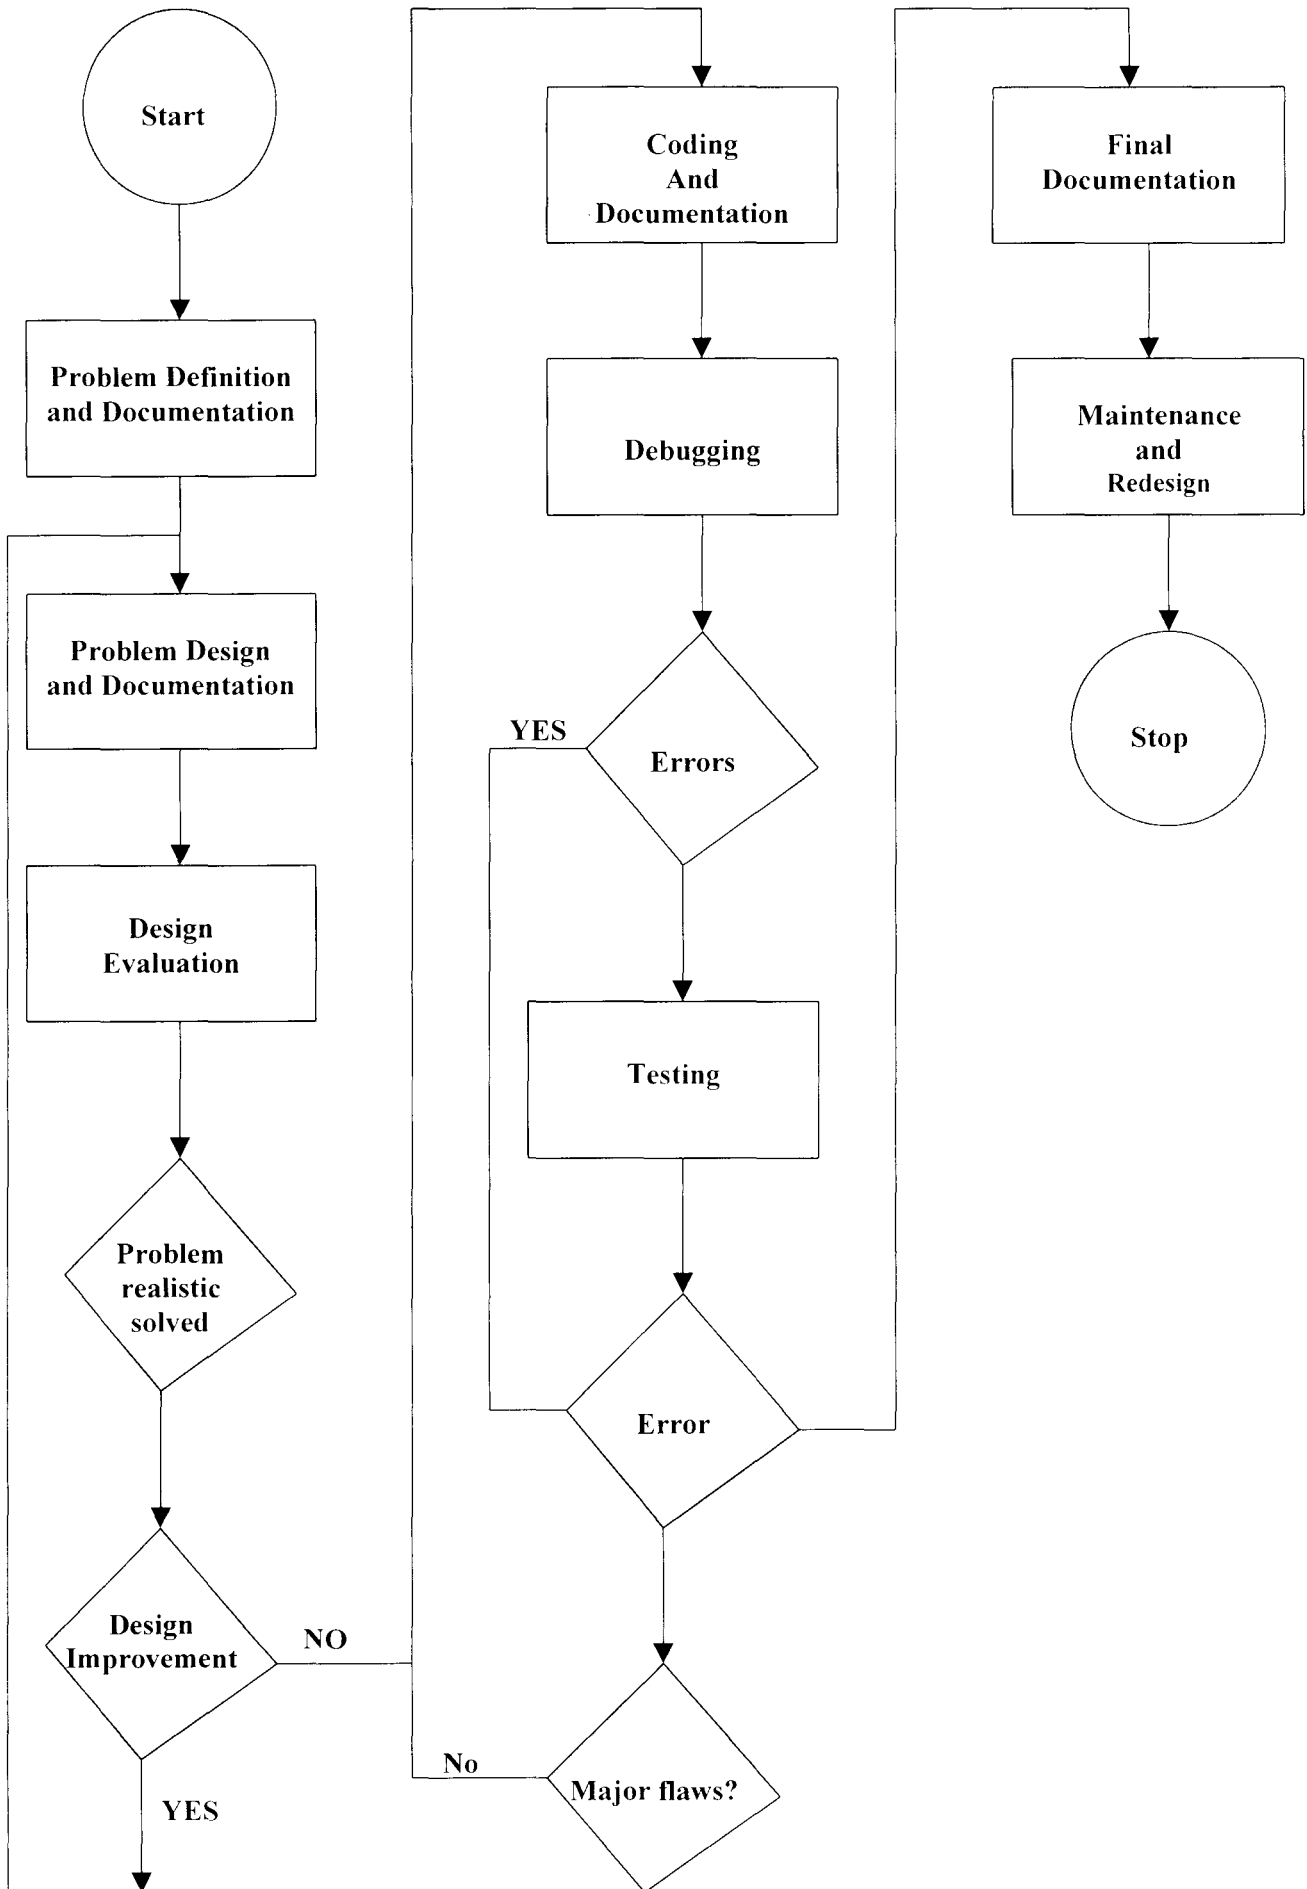 Start
Problem Definition
and Documentation
Problem Design
and Documentation
Design
Evaluation
Problem
realistic
solved
Design
Improvement
NO
YES
Coding
And
Documentation
Debugging
YES
Errors
Testing
Error
No
Major flaws?
Final
Documentation
Maintenance
and
Redesign
Stop